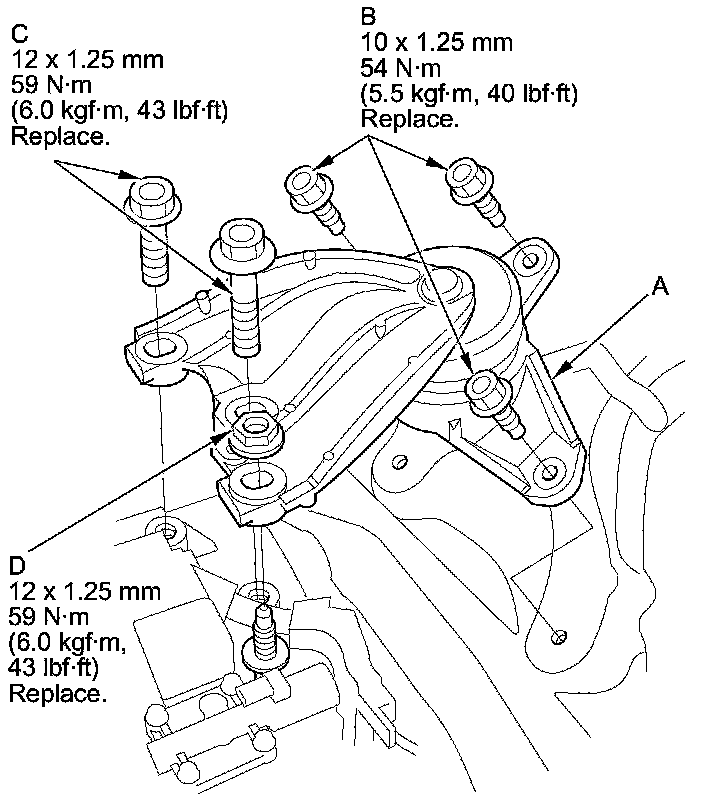 C
12 x 1.25 mm
59 N·m
(6.0 kgf·m, 43 lbf·ft)
Replace.
B
10 x 1.25 mm
54 N·m
(5.5 kgf·m, 40 lbf·ft)
Replace.
A
D
12 x 1.25 mm
59 N·m
(6.0 kgf·m,
43 lbf·ft)
Replace.